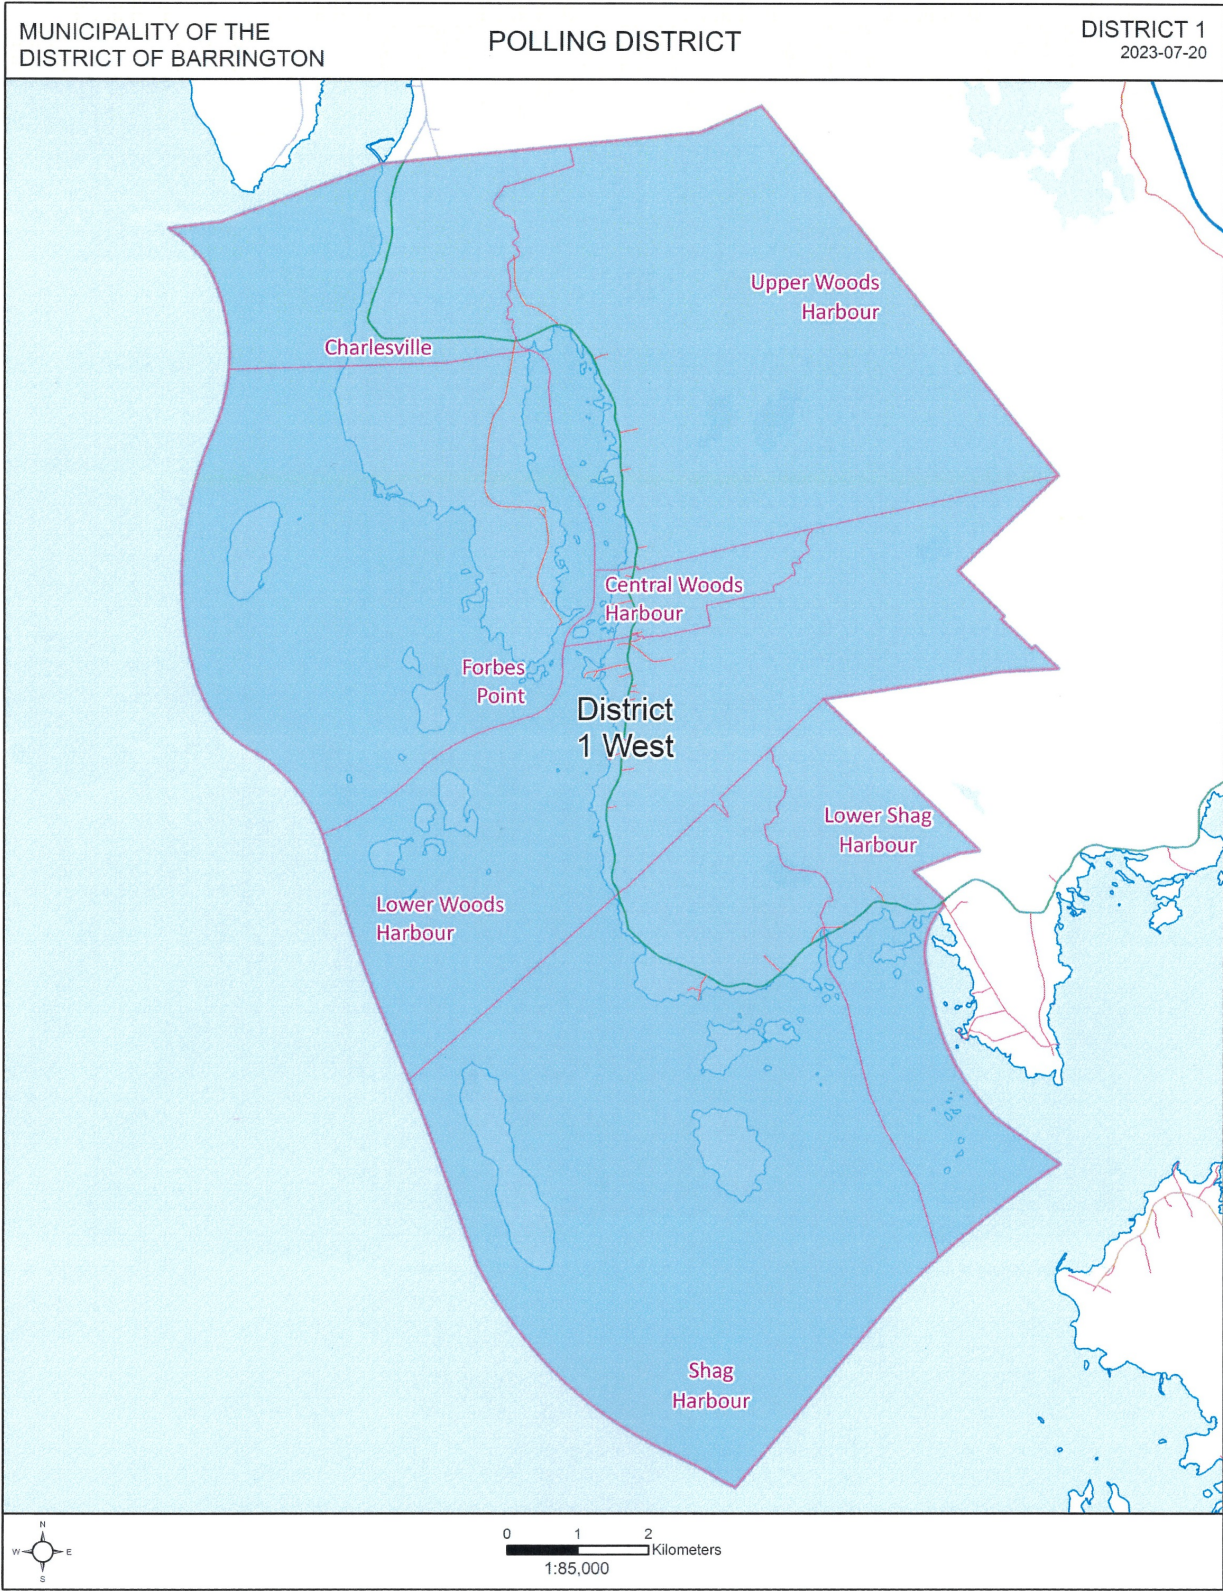 MUNICIPALITY OF THE
DISTRICT OF BARRINGTON
POLLING DISTRICT
DISTRICT 1
2023-07-20
Upper Woods
Harbour
Charlesville
Central Woods
Harbour
Forbes
Point
District
1 West
Lower Shag
Harbour
Lower Woods
Harbour
Shag
Harbour
N
W
E
S
0 1 2
Kilometers
1:85,000